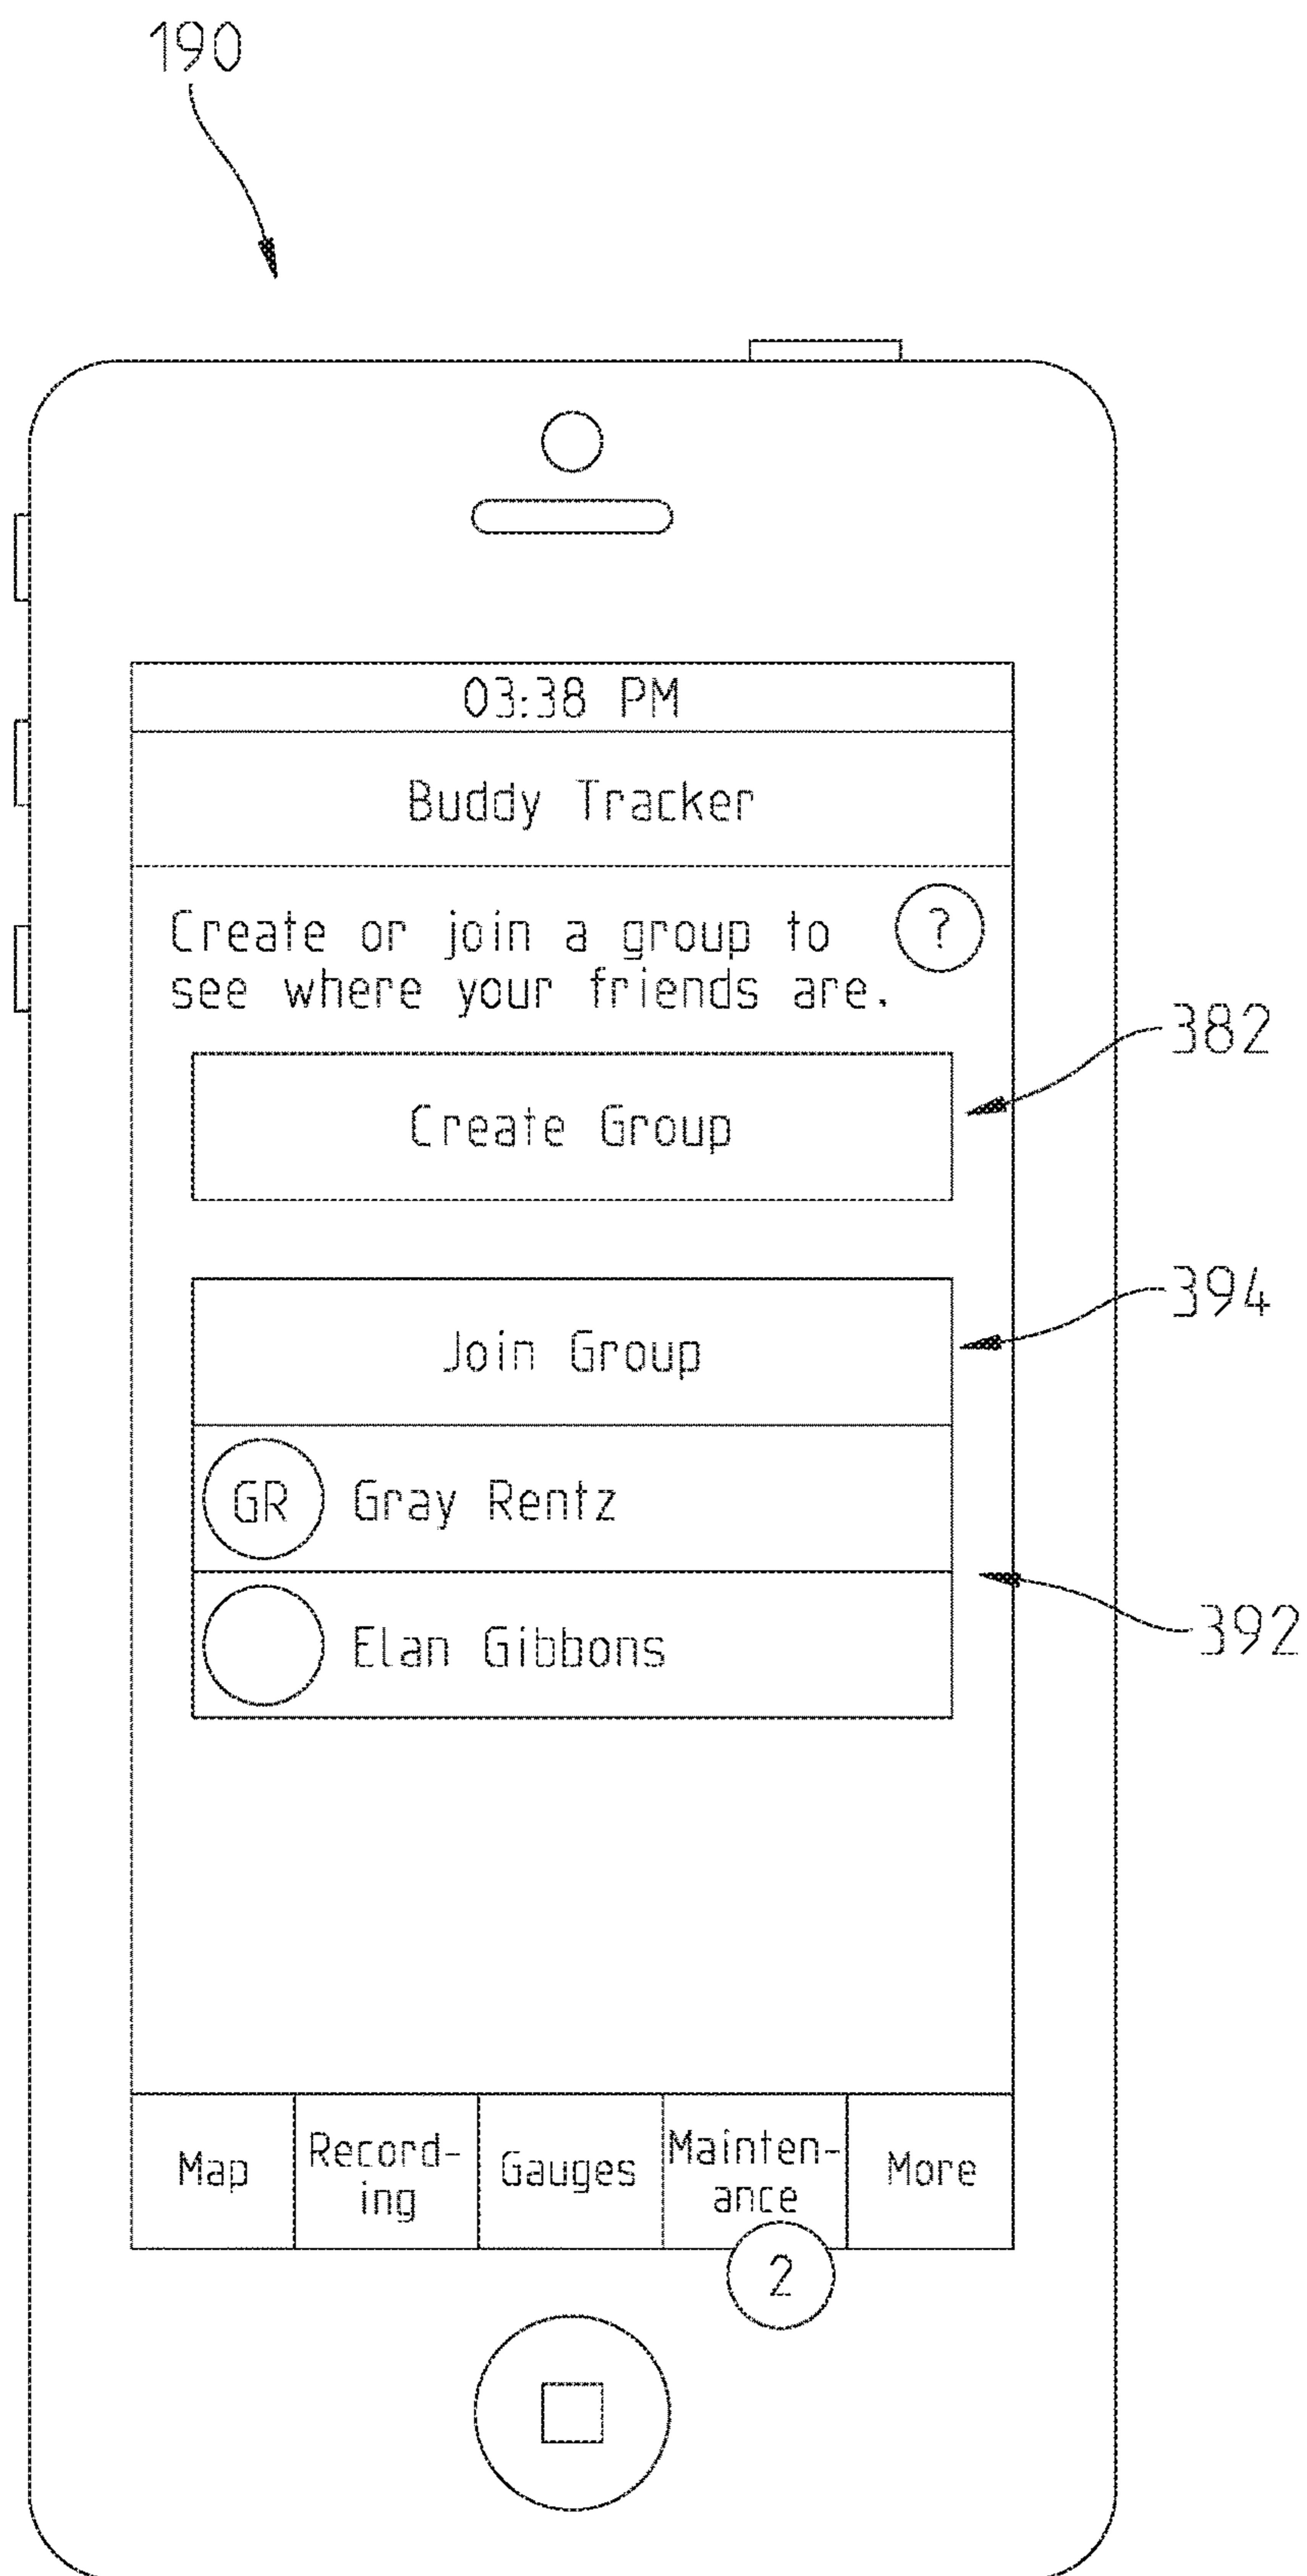 190
03:38 PM
Buddy Tracker
Create or join a group to
see where your friends are.
?
382
Create Group
394
Join Group
GR Gray Rentz
392
Elan Gibbons
Map
Record-
ing
Gauges
Mainten-
ance
More
2